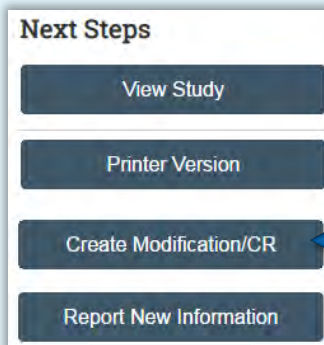 Next Steps
View Study
Printer Version
Create Modification/CR
Report New Information